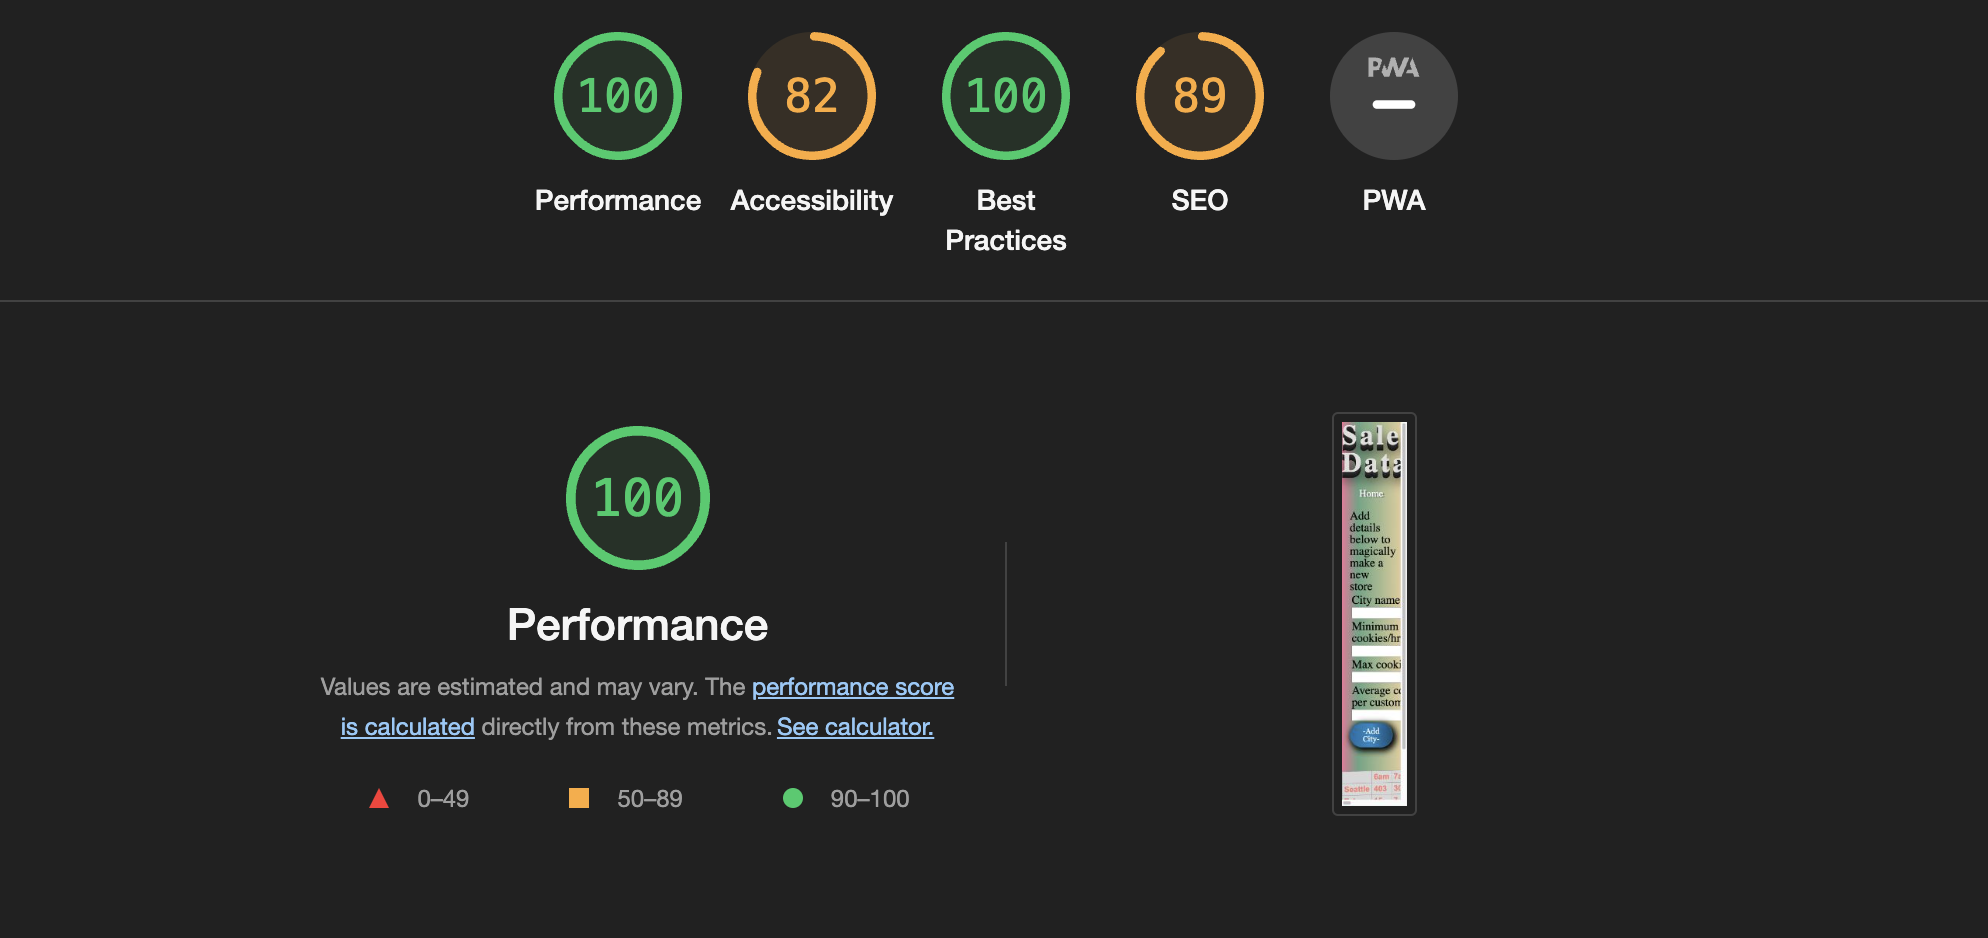 100
82
100
89
PWA
Performance
Accessibility
Best
Practices
SEO
PWA
100
Performance
Values are estimated and may vary. The performance score
is calculated directly from these metrics. See calculator.
0–49
50–89
90–100
Sale
Data
Home
Add
details
below to
magically
make a
new
store
City name
Minimum
cookies/hr
Max cooki
Average co
per custom
-Add
City-
6am 7a
Seattle 403